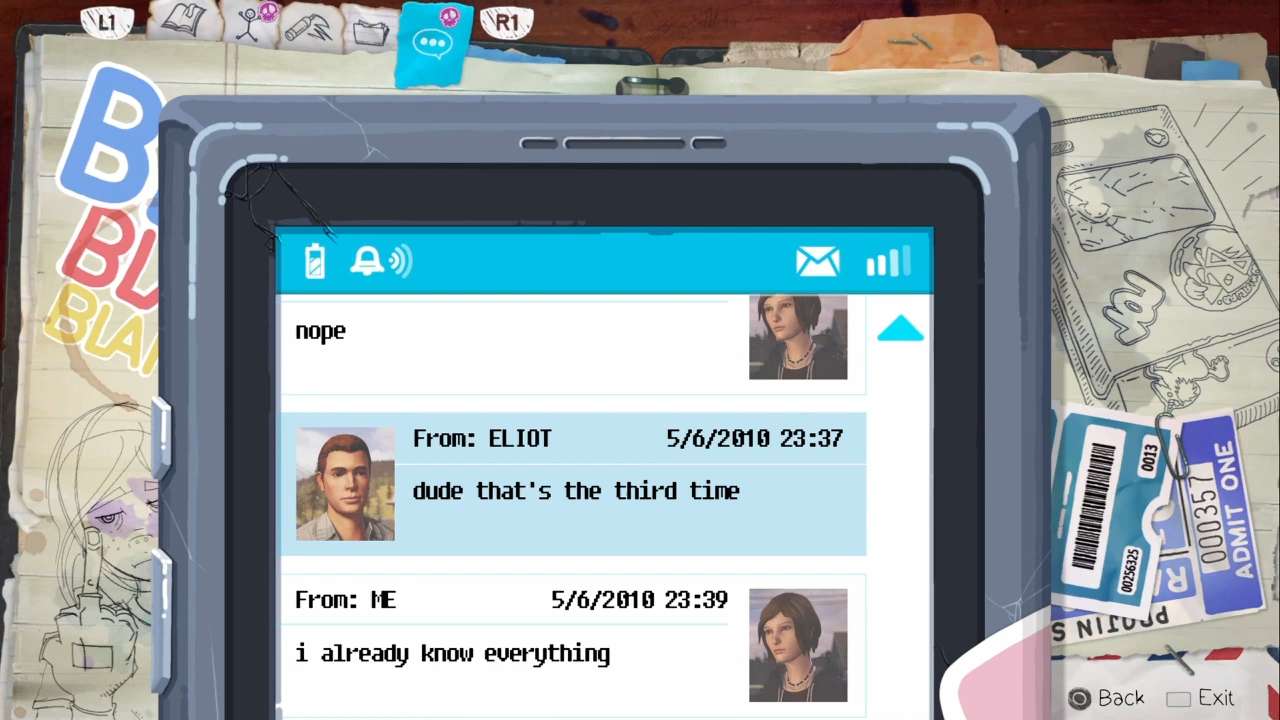 L1
R1
nope
From: ELIOT 5/6/2010 23:37
dude that's the third time
From: ME 5/6/2010 23:39
i already know everything
0013
00256325
000357
ADMIT ONE
Back
Exit